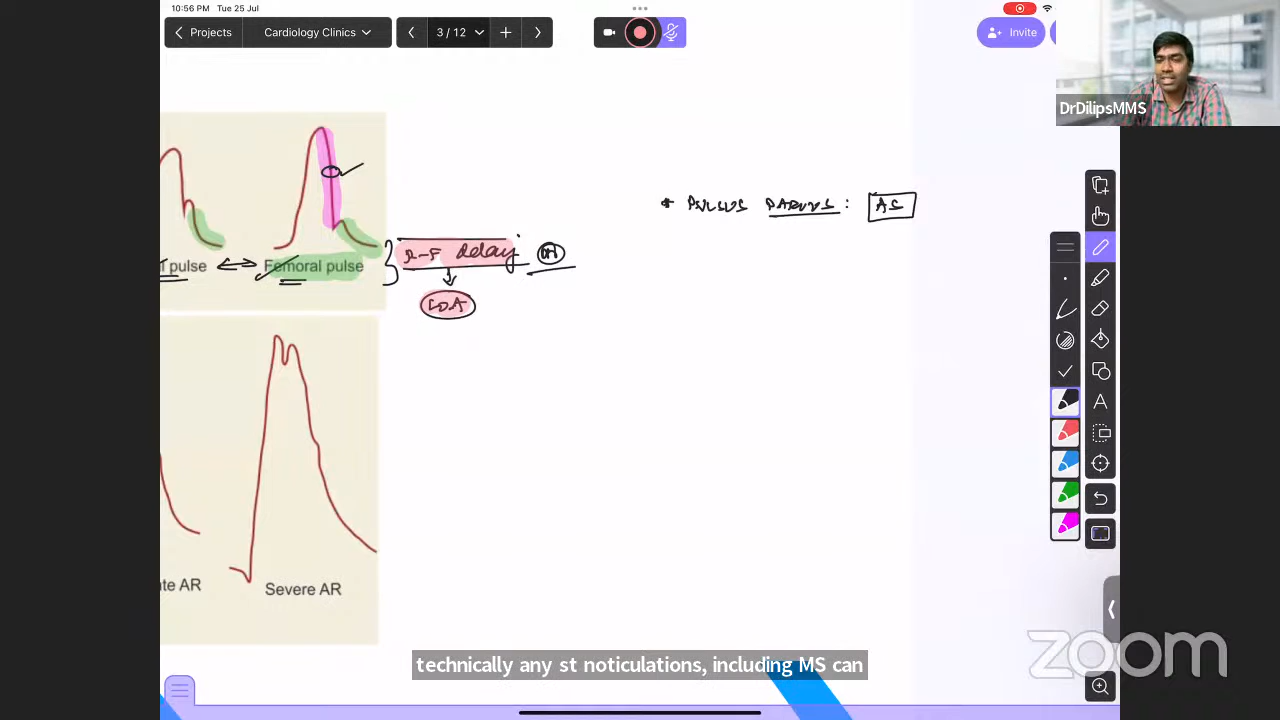 10:56 PM Tue 25 Jul
Projects
Cardiology Clinics
3 / 12
Invite
DrDilipsMMS
* PULSUS PARVUS : AS
pulse
Femoral pulse
R-F delay
COA
te AR
Severe AR
technically any st noticulations, including MS can
zoom